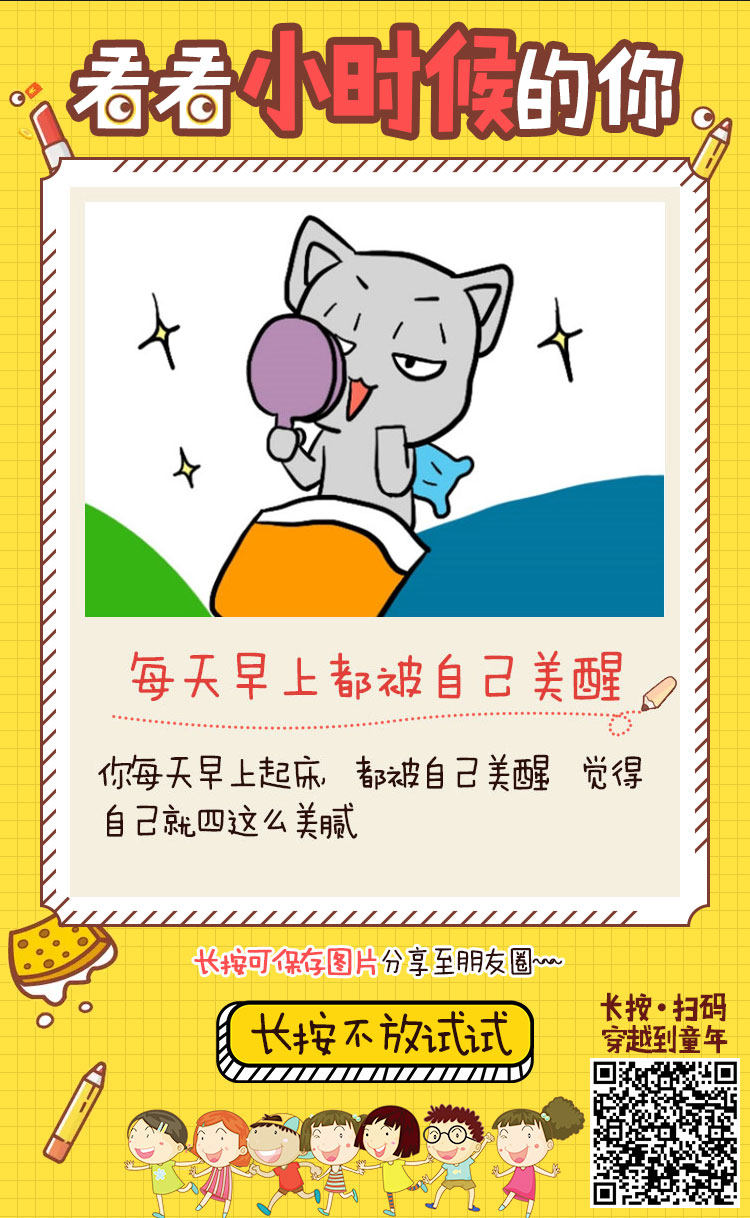 看看小时候的你
每天早上都被自己美醒
你每天早上起床 都被自己美醒 觉得
自己就四这么美腻
长按可保存图片分享至朋友圈~~
长按不放试试
长按·扫码
穿越到童年